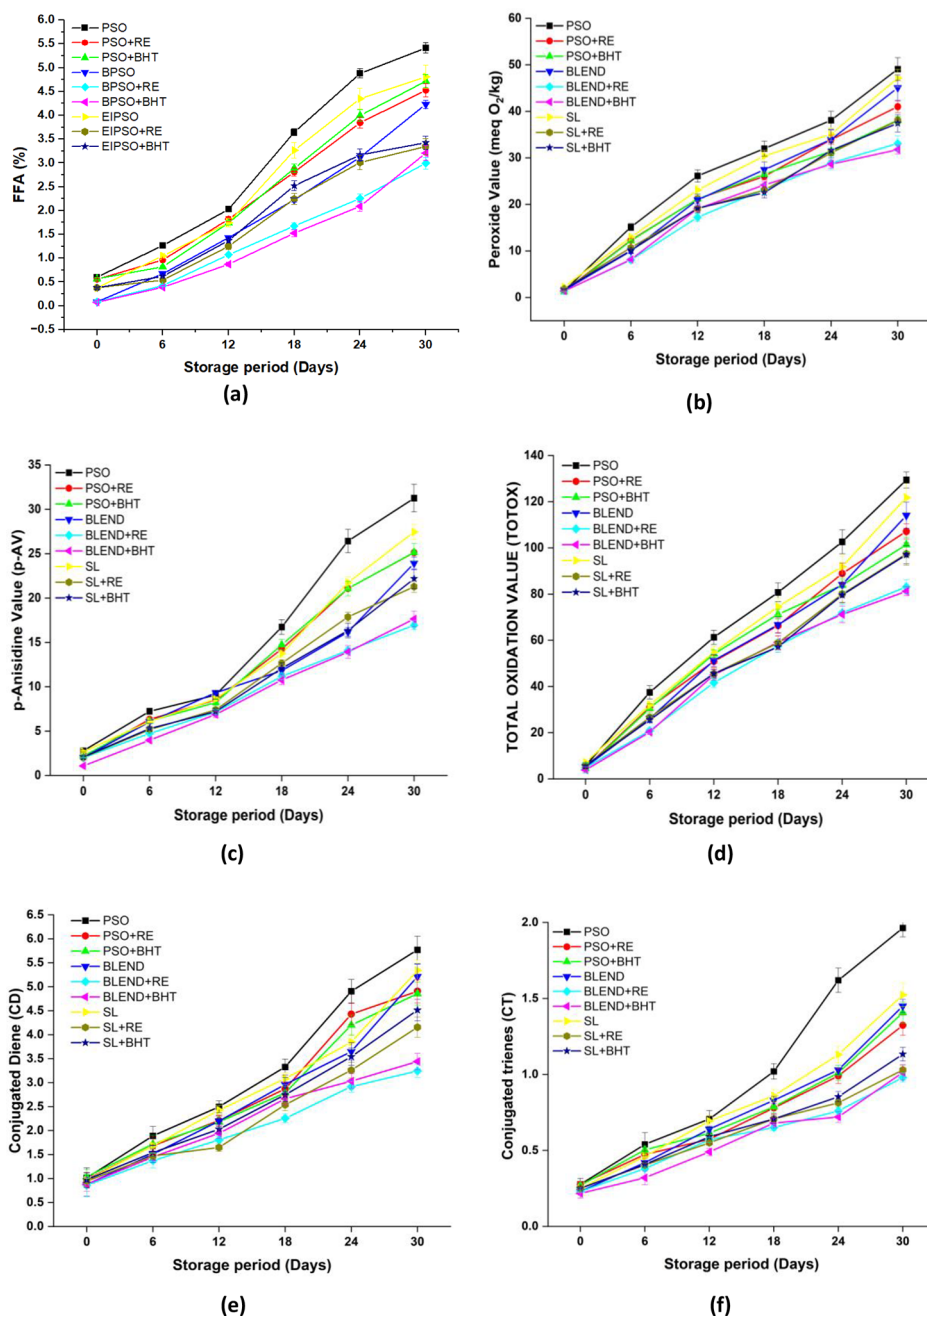 6.0
5.5
5.0
4.5
4.0
3.5
3.0
2.5
2.0
1.5
1.0
0.5
0.0
−0.5
FFA (%)
PSO
PSO+RE
PSO+BHT
BPSO
BPSO+RE
BPSO+BHT
EIPSO
EIPSO+RE
EIPSO+BHT
0 6 12 18 24 30
Storage period (Days)
(a)
60
50
40
30
20
10
0
Peroxide Value (meq O₂/kg)
PSO
PSO+RE
PSO+BHT
BLEND
BLEND+RE
BLEND+BHT
SL
SL+RE
SL+BHT
0 6 12 18 24 30
Storage period (Days)
(b)
35
30
25
20
15
10
5
0
p-Anisidine Value (p-AV)
PSO
PSO+RE
PSO+BHT
BLEND
BLEND+RE
BLEND+BHT
SL
SL+RE
SL+BHT
0 6 12 18 24 30
Storage period (Days)
(c)
140
120
100
80
60
40
20
0
TOTAL OXIDATION VALUE (TOTOX)
PSO
PSO+RE
PSO+BHT
BLEND
BLEND+RE
BLEND+BHT
SL
SL+RE
SL+BHT
0 6 12 18 24 30
Storage period (Days)
(d)
6.5
6.0
5.5
5.0
4.5
4.0
3.5
3.0
2.5
2.0
1.5
1.0
0.5
0.0
Conjugated Diene (CD)
PSO
PSO+RE
PSO+BHT
BLEND
BLEND+RE
BLEND+BHT
SL
SL+RE
SL+BHT
0 6 12 18 24 30
Storage period (Days)
(e)
2.0
1.5
1.0
0.5
0.0
Conjugated trienes (CT)
PSO
PSO+RE
PSO+BHT
BLEND
BLEND+RE
BLEND+BHT
SL
SL+RE
SL+BHT
0 6 12 18 24 30
Storage period (Days)
(f)